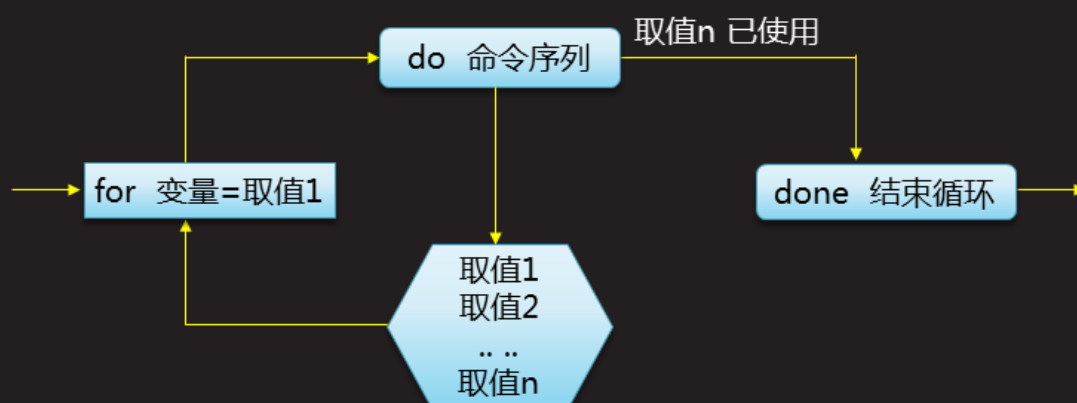 do 命令序列
取值n 已使用
for 变量=取值1
done 结束循环
取值1
取值2
.. ..
取值n